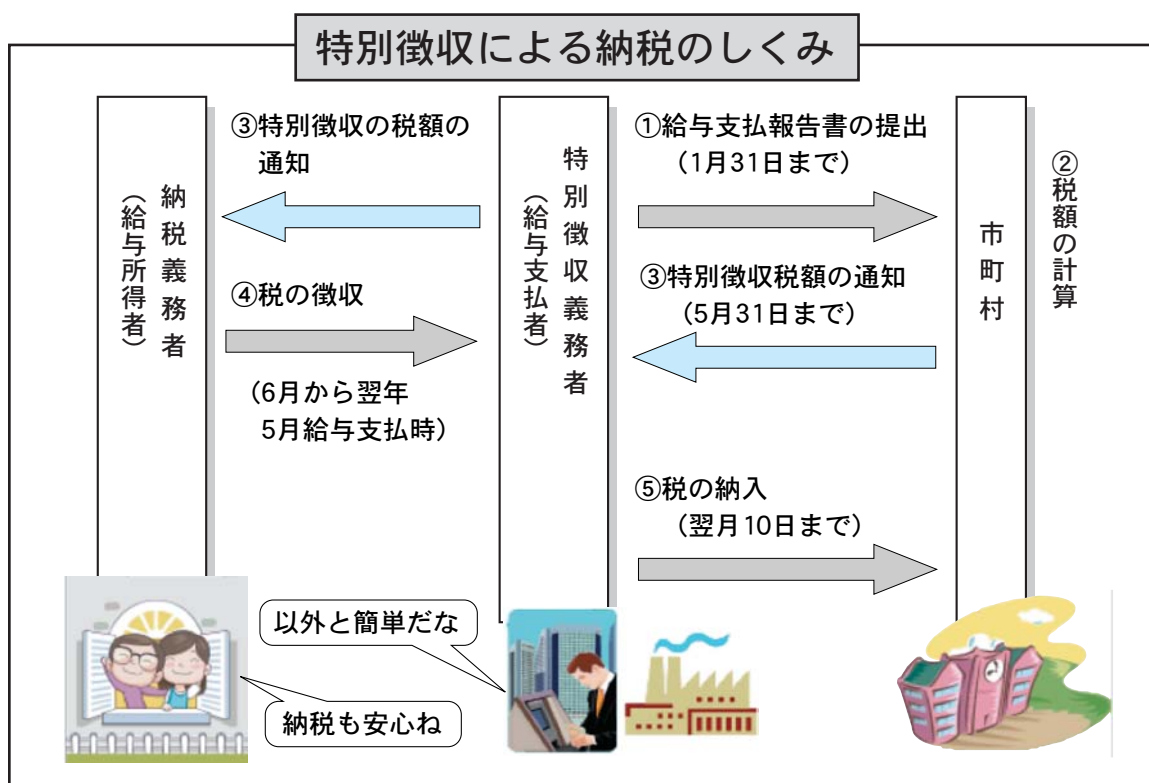 特別徴収による納税のしくみ
納税義務者
（給与所得者）
③特別徴収の税額の
通知
④税の徴収
（6月から翌年
5月給与支払時）
特別徴収義務者
（給与支払者）
①給与支払報告書の提出
（1月31日まで）
③特別徴収税額の通知
（5月31日まで）
⑤税の納入
（翌月10日まで）
市町村
②税額の計算
以外と簡単だな
納税も安心ね